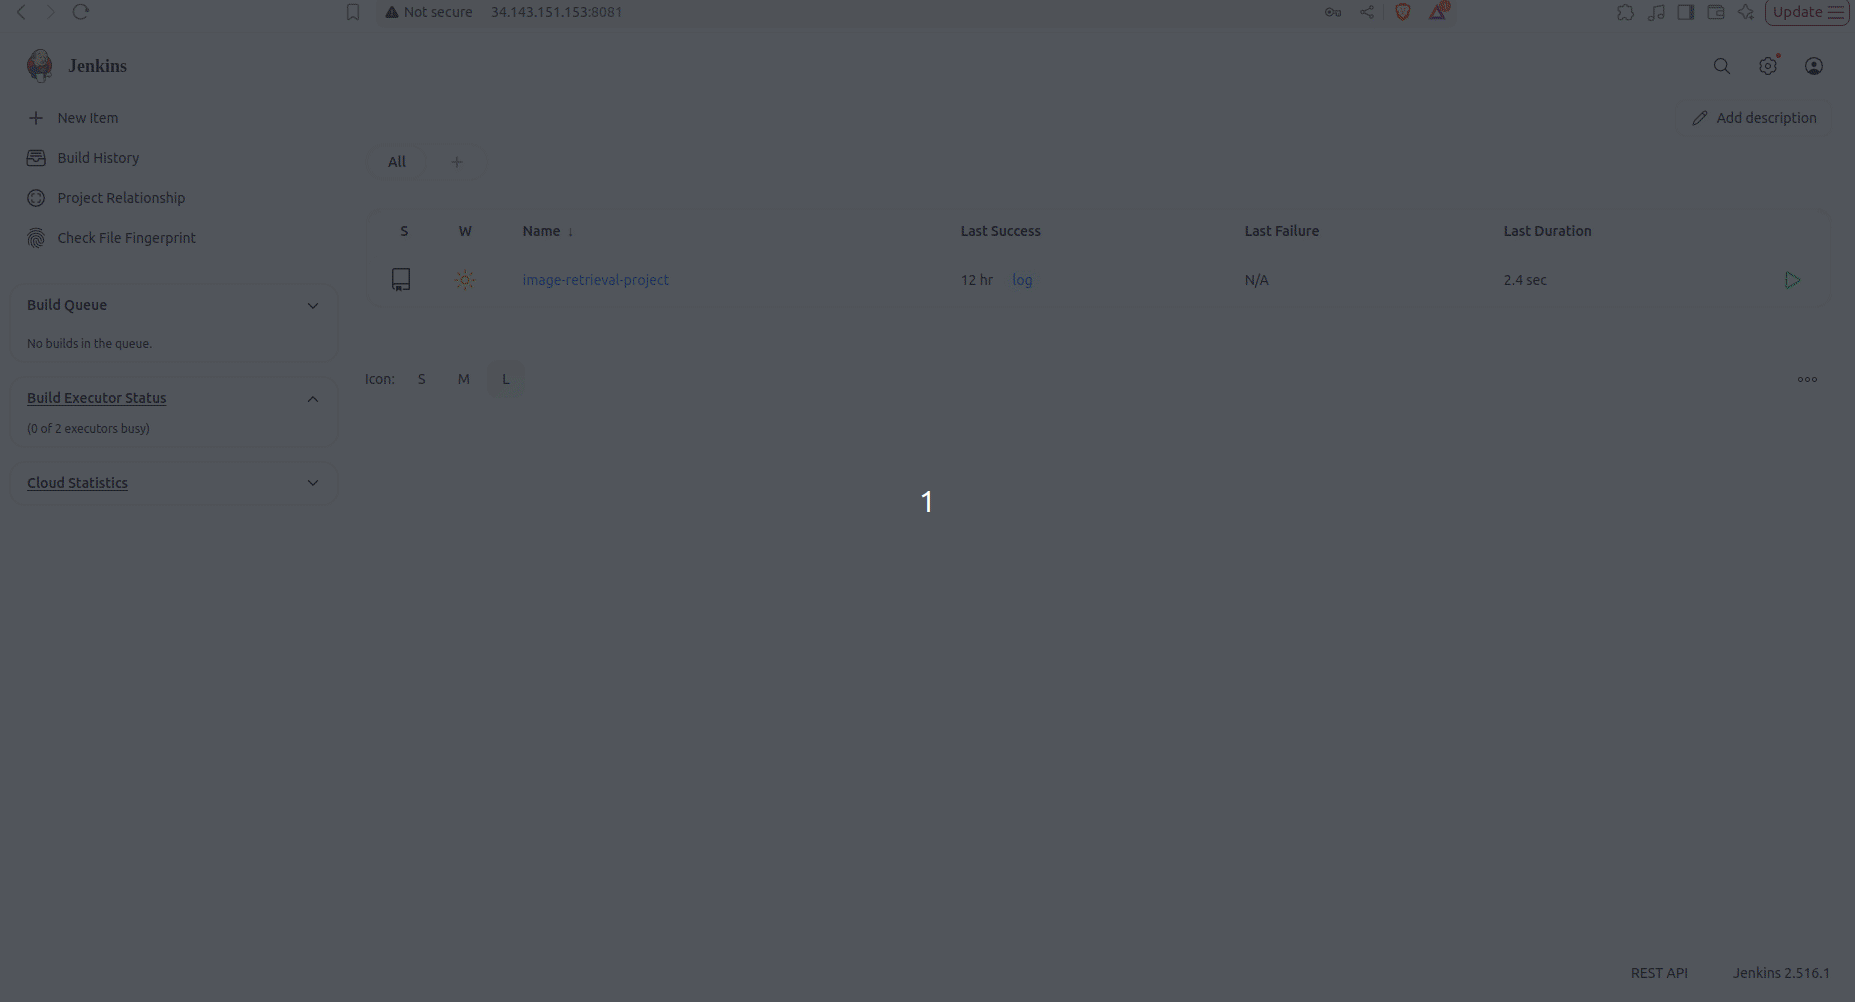 Not secure 34.143.151.153:8081 Update
Jenkins
New Item
Add description
Build History
All +
Project Relationship
Check File Fingerprint
S W Name ↓ Last Success Last Failure Last Duration
image-retrieval-project 12 hr log N/A 2.4 sec
Build Queue
No builds in the queue.
Icon: S M L
Build Executor Status
(0 of 2 executors busy)
Cloud Statistics
1
REST API Jenkins 2.516.1